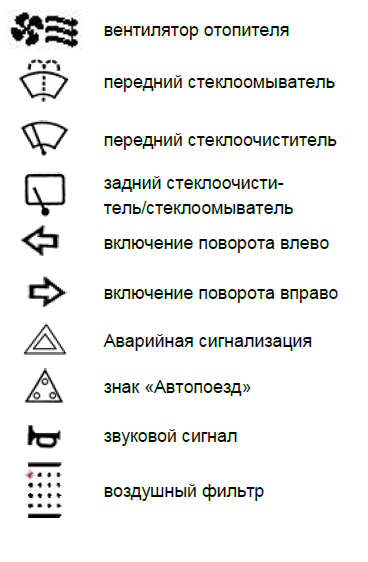 вентилятор отопителя
передний стеклоомыватель
передний стеклоочиститель
задний стеклоочисти-
тель/стеклоомыватель
включение поворота влево
включение поворота вправо
Аварийная сигнализация
знак «Автопоезд»
звуковой сигнал
воздушный фильтр